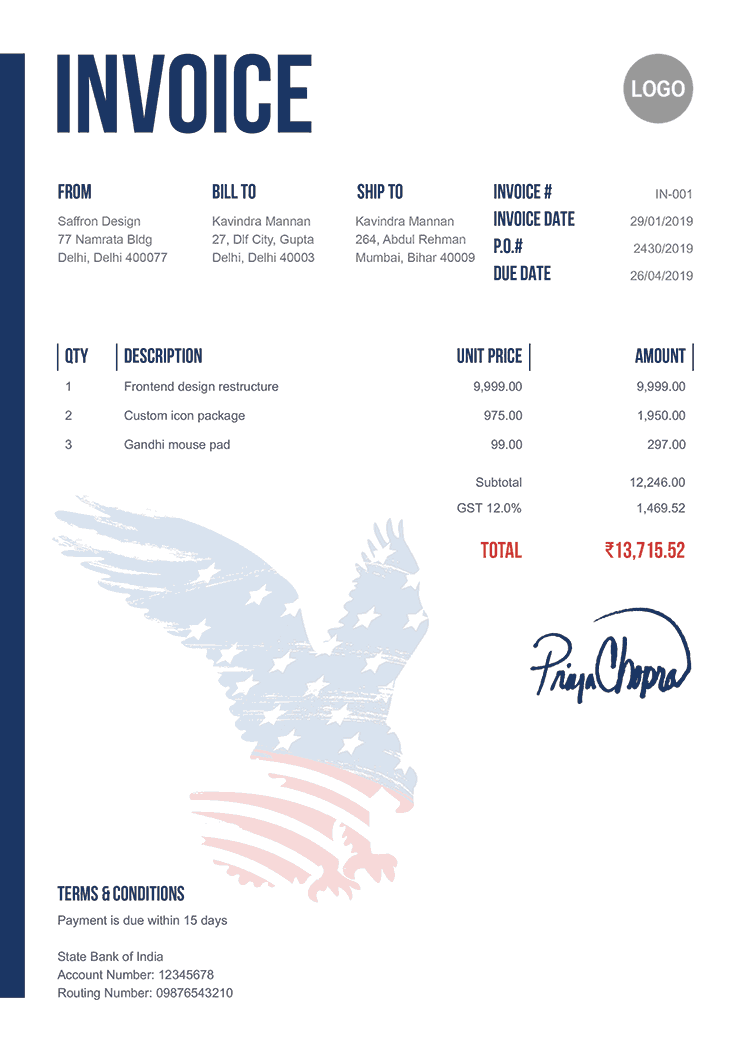 INVOICE
LOGO
FROM
Saffron Design
77 Namrata Bldg
Delhi, Delhi 400077
BILL TO
Kavindra Mannan
27, Dlf City, Gupta
Delhi, Delhi 40003
SHIP TO
Kavindra Mannan
264, Abdul Rehman
Mumbai, Bihar 40009
INVOICE # IN-001
INVOICE DATE 29/01/2019
P.O.# 2430/2019
DUE DATE 26/04/2019
QTY DESCRIPTION UNIT PRICE AMOUNT
1 Frontend design restructure 9,999.00 9,999.00
2 Custom icon package 975.00 1,950.00
3 Gandhi mouse pad 99.00 297.00
Subtotal 12,246.00
GST 12.0% 1,469.52
TOTAL ₹13,715.52
Priya Chopra
TERMS & CONDITIONS
Payment is due within 15 days
State Bank of India
Account Number: 12345678
Routing Number: 09876543210